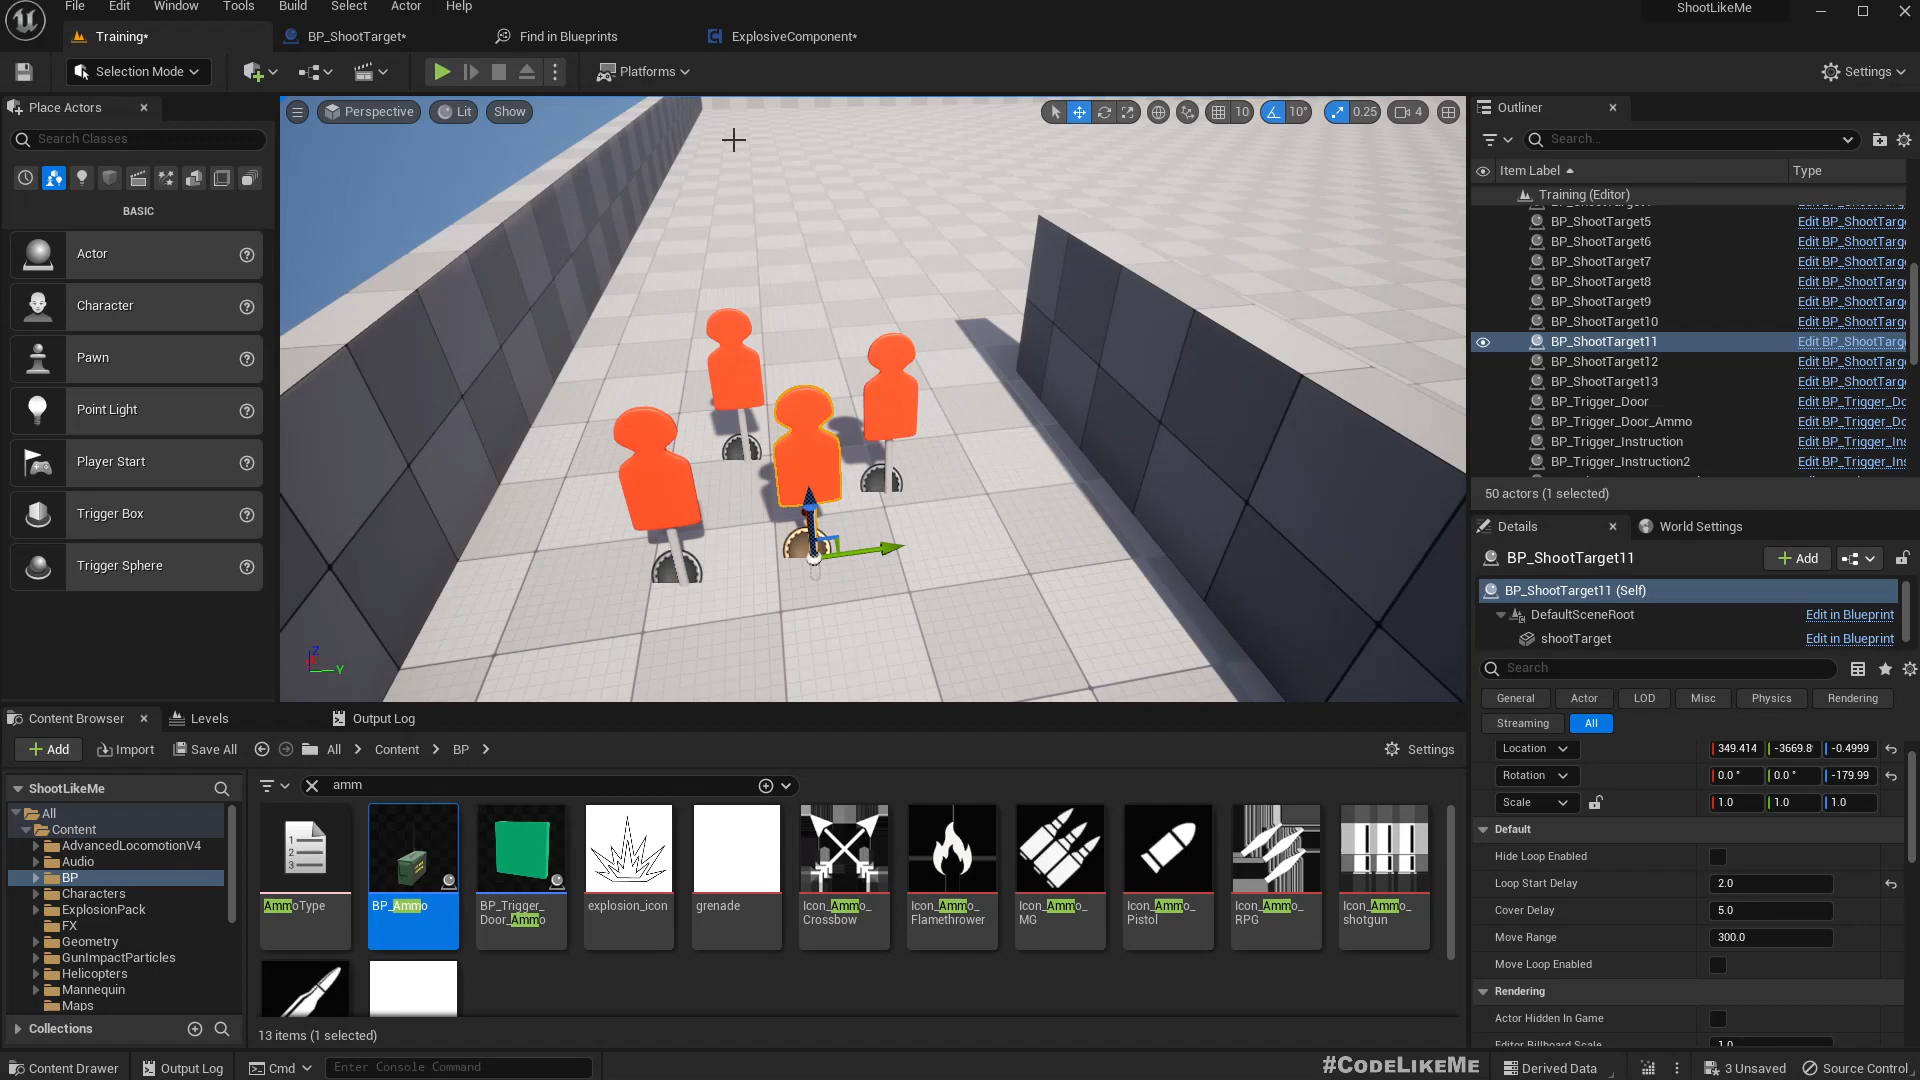 File Edit Window Tools Build Select Actor Help
ShootLikeMe
Training*
BP_ShootTarget*
Find in Blueprints
ExplosiveComponent*
Selection Mode
Platforms
Settings
Place Actors
Search Classes
BASIC
Actor
Character
Pawn
Point Light
Player Start
Trigger Box
Trigger Sphere
Perspective
Lit
Show
10
10°
0.25
4
Z
Y
Outliner
Search...
Item Label
Type
Training (Editor)
BP_ShootTarget5 Edit BP_ShootTarg
BP_ShootTarget6 Edit BP_ShootTarg
BP_ShootTarget7 Edit BP_ShootTarg
BP_ShootTarget8 Edit BP_ShootTarg
BP_ShootTarget9 Edit BP_ShootTarg
BP_ShootTarget10 Edit BP_ShootTarg
BP_ShootTarget11 Edit BP_ShootTarg
BP_ShootTarget12 Edit BP_ShootTarg
BP_ShootTarget13 Edit BP_ShootTarg
BP_Trigger_Door Edit BP_Trigger_Do
BP_Trigger_Door_Ammo Edit BP_Trigger_Do
BP_Trigger_Instruction Edit BP_Trigger_Ins
BP_Trigger_Instruction2 Edit BP_Trigger_Ins
50 actors (1 selected)
Details
World Settings
BP_ShootTarget11
Add
BP_ShootTarget11 (Self)
DefaultSceneRoot Edit in Blueprint
shootTarget Edit in Blueprint
Search
General Actor LOD Misc Physics Rendering
Streaming All
Location 349.414 -3669.8 -0.4999
Rotation 0.0 ° 0.0 ° -179.99
Scale 1.0 1.0 1.0
Default
Hide Loop Enabled
Loop Start Delay 2.0
Cover Delay 5.0
Move Range 300.0
Move Loop Enabled
Rendering
Actor Hidden In Game
Editor Billboard Scale 1.0
Content Browser
Levels
Output Log
Add
Import
Save All
All
Content
BP
Settings
ShootLikeMe
All
Content
AdvancedLocomotionV4
Audio
BP
Characters
ExplosionPack
FX
Geometry
GunImpactParticles
Helicopters
Mannequin
Maps
Collections
amm
AmmoType
BP_Ammo
BP_Trigger_
Door_Ammo
explosion_icon
grenade
Icon_Ammo_
Crossbow
Icon_Ammo_
Flamethrower
Icon_Ammo_
MG
Icon_Ammo_
Pistol
Icon_Ammo_
RPG
Icon_Ammo_
shotgun
13 items (1 selected)
Content Drawer
Output Log
Cmd
Enter Console Command
#CODELIKEME
Derived Data
3 Unsaved
Source Control